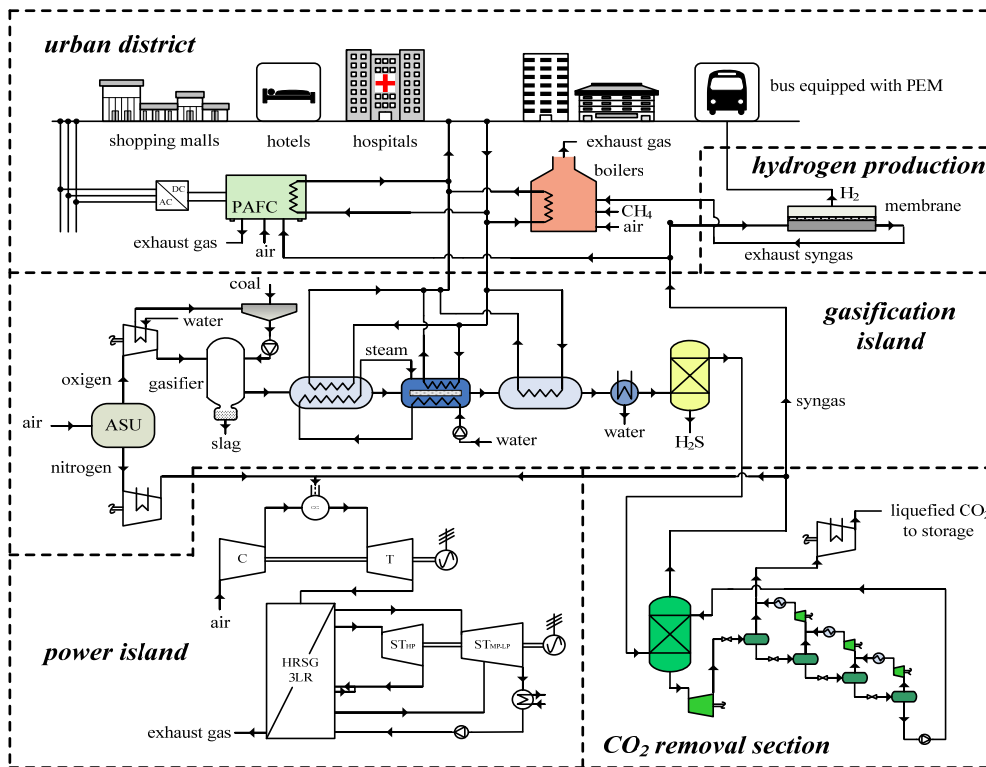 urban district
bus equipped with PEM
shopping malls
hotels
hospitals
exhaust gas
boilers
hydrogen production
DC
AC
PAFC
CH4
air
H2
membrane
exhaust gas
air
exhaust syngas
coal
water
gasification
island
steam
oxigen
gasifier
syngas
air
ASU
slag
water
water
H2S
nitrogen
CC
liquefied CO2
to storage
C
T
air
power island
HRSG
3LR
STHP
STMP-LP
exhaust gas
CO2 removal section